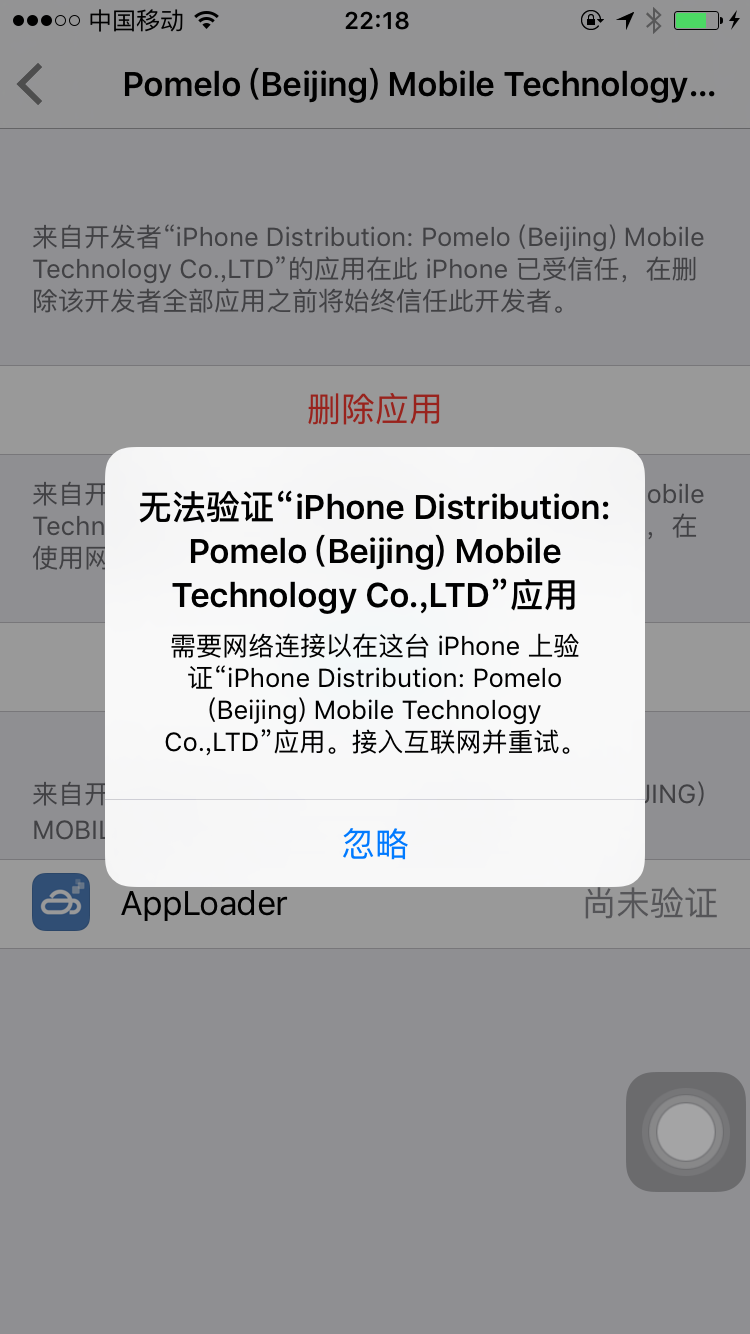 中国移动
22:18
Pomelo (Beijing) Mobile Technology...
来自开发者“iPhone Distribution: Pomelo (Beijing) Mobile
Technology Co.,LTD”的应用在此 iPhone 已受信任，在删
除该开发者全部应用之前将始终信任此开发者。
删除应用
来自开
obile
Techn
，在
使用网
无法验证“iPhone Distribution:
Pomelo (Beijing) Mobile
Technology Co.,LTD”应用
需要网络连接以在这台 iPhone 上验
证“iPhone Distribution: Pomelo
(Beijing) Mobile Technology
Co.,LTD”应用。接入互联网并重试。
忽略
来自开
JING)
MOBIL
AppLoader
尚未验证